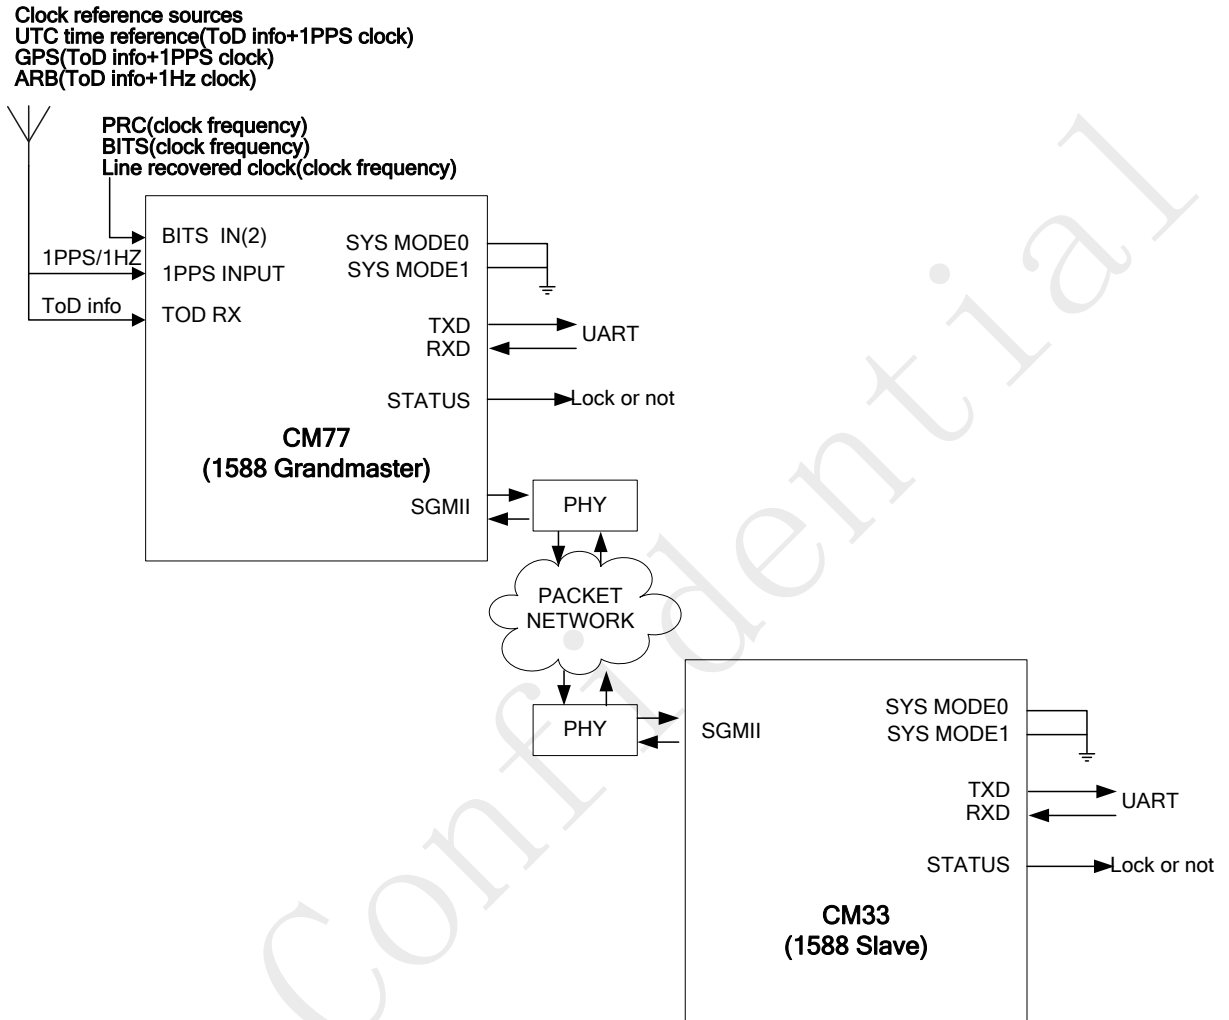 Clock reference sources
UTC time reference(ToD info+1PPS clock)
GPS(ToD info+1PPS clock)
ARB(ToD info+1Hz clock)
PRC(clock frequency)
BITS(clock frequency)
Line recovered clock(clock frequency)
BITS IN(2)
1PPS/1HZ
1PPS INPUT
ToD info
TOD RX
SYS MODE0
SYS MODE1
TXD
RXD
UART
STATUS
Lock or not
CM77
(1588 Grandmaster)
SGMII
PHY
PACKET
NETWORK
PHY
SGMII
SYS MODE0
SYS MODE1
TXD
RXD
UART
STATUS
Lock or not
CM33
(1588 Slave)
Confidential